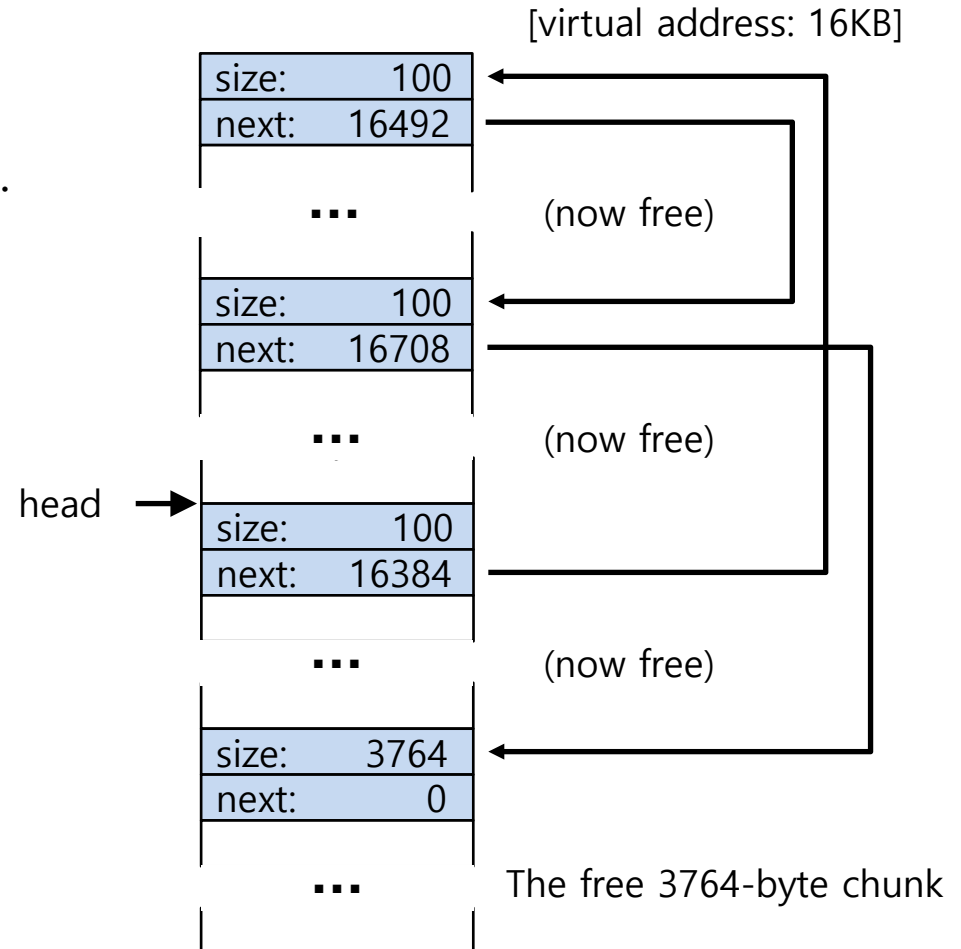 [virtual address: 16KB]
size: 100
next: 16492
.
... (now free)
size: 100
next: 16708
... (now free)
head
size: 100
next: 16384
... (now free)
size: 3764
next: 0
... The free 3764-byte chunk